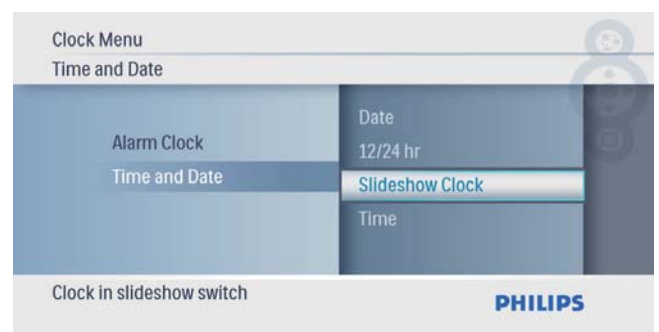 Clock Menu
Time and Date
Alarm Clock
Time and Date
Date
12/24 hr
Slideshow Clock
Time
Clock in slideshow switch
PHILIPS